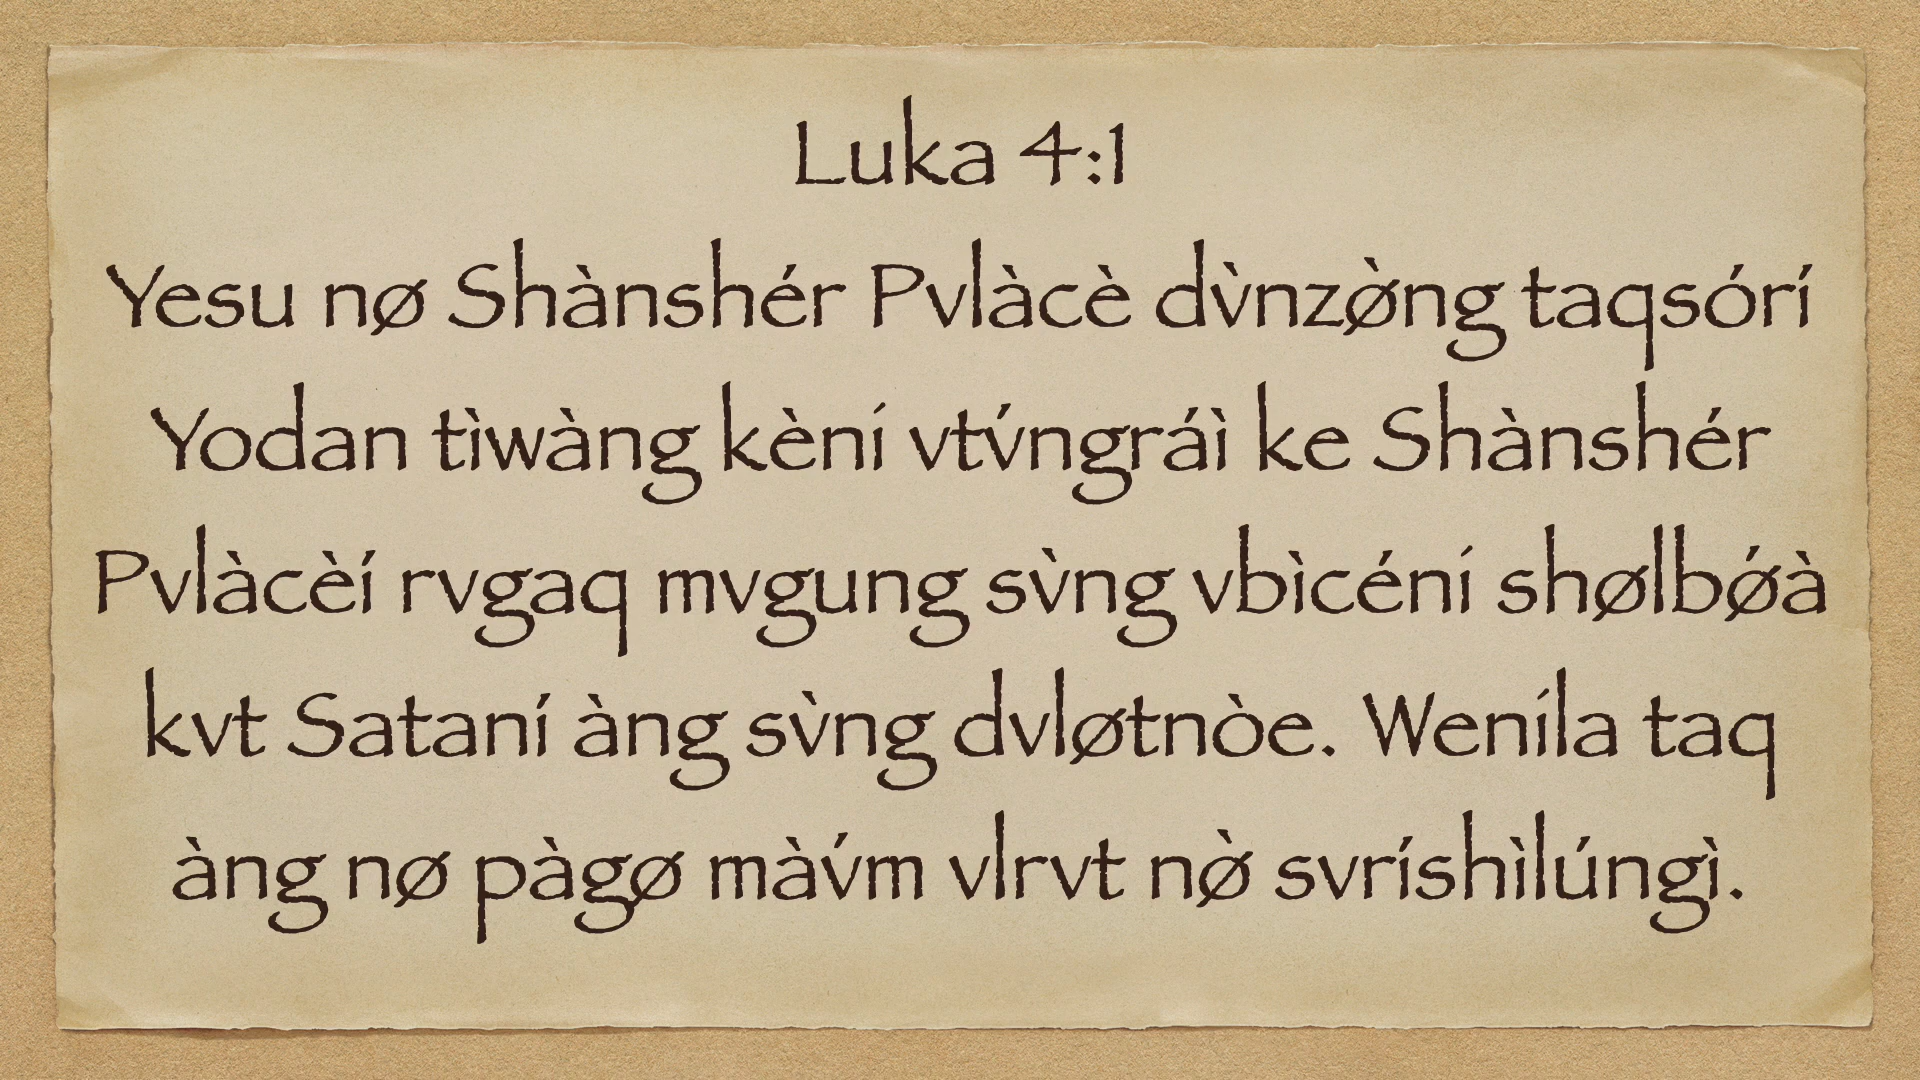 Luka 4:1
Yesu nø Shànshér Pvlàcè dv̀nzø̀ng taqsórí
Yodan tìwàng kèní vtv́ngráì ke Shànshér
Pvlàcèí rvgaq mvgung sv̀ng vbìcéní shølbǿà
kvt Sataní àng sv̀ng dvløtnòe. Weníla taq
àng nø pàgø màv́m vlrvt nø̀ svríshìlúngì.